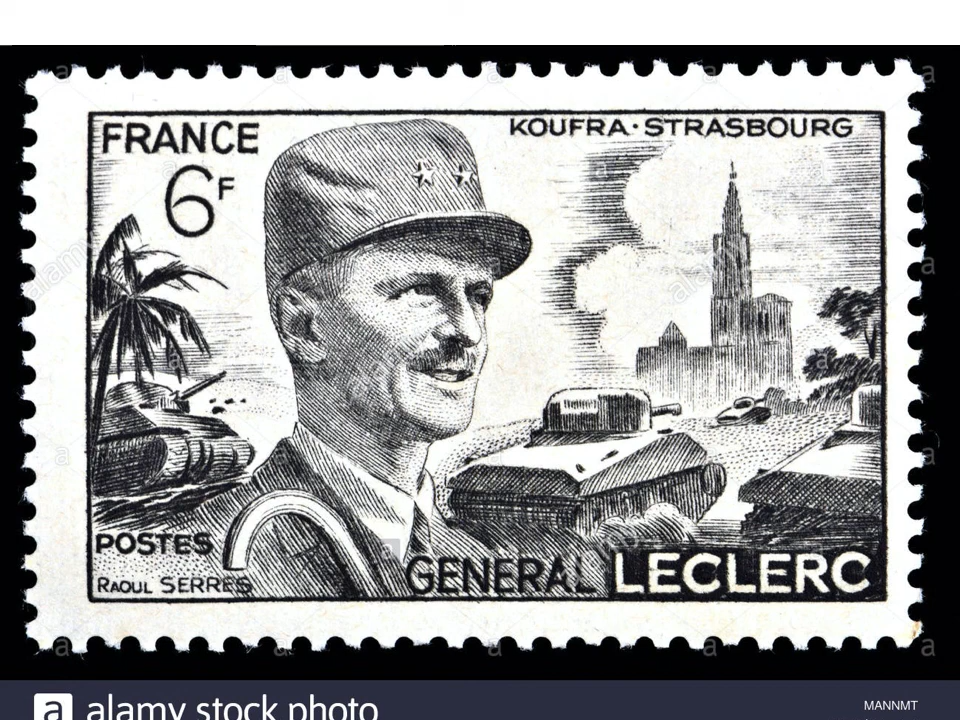 FRANCE
6F
KOUFRA·STRASBOURG
POSTES
RAOUL SERRES
GENERAL LECLERC
a alamy stock photo
MANNMT